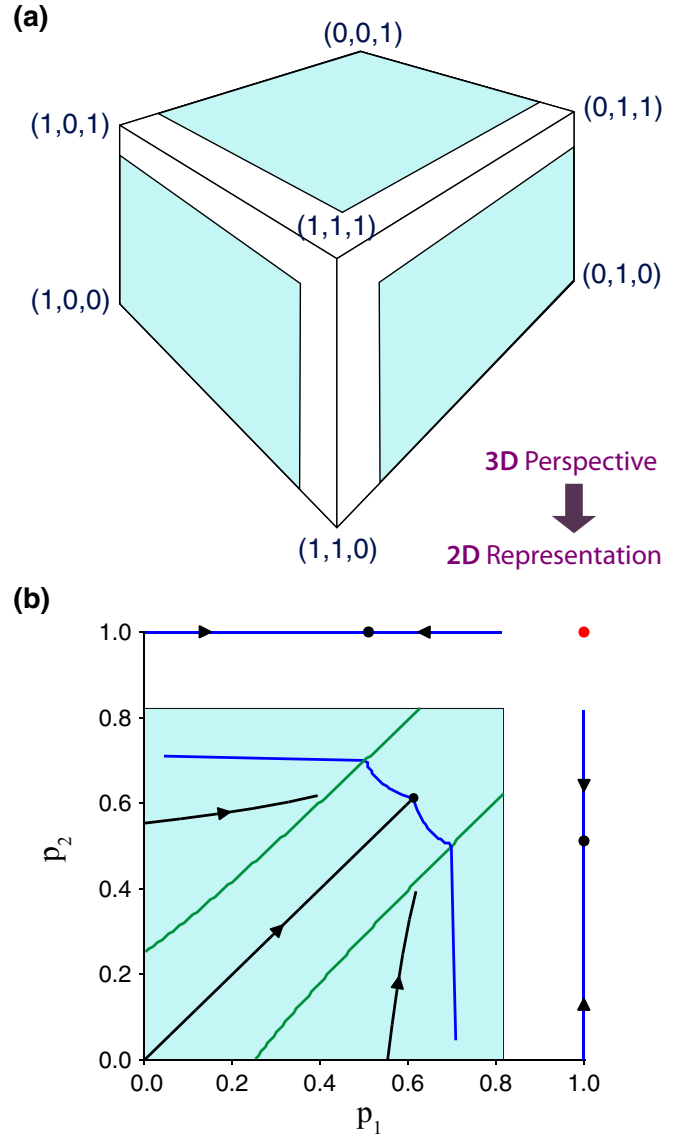 (a)
(0,0,1)
(1,0,1)
(0,1,1)
(1,1,1)
(1,0,0)
(0,1,0)
3D Perspective
2D Representation
(1,1,0)
(b)
1.0
0.8
0.6
p2
0.4
0.2
0.0
0.0 0.2 0.4 0.6 0.8 1.0
p1